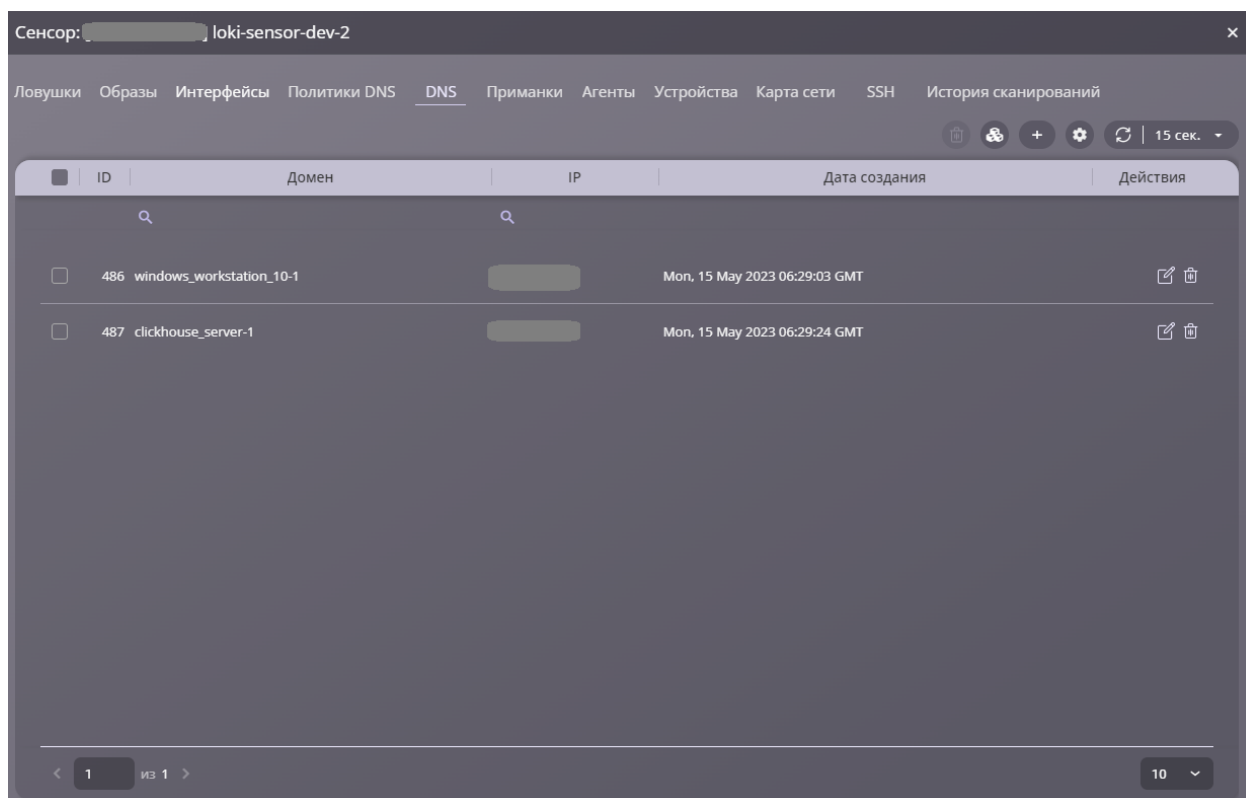 Сенсор: [ ] loki-sensor-dev-2
Ловушки Образы Интерфейсы Политики DNS DNS Приманки Агенты Устройства Карта сети SSH История сканирований
15 сек.
ID Домен IP Дата создания Действия
486 windows_workstation_10-1 Mon, 15 May 2023 06:29:03 GMT
487 clickhouse_server-1 Mon, 15 May 2023 06:29:24 GMT
1 из 1 10